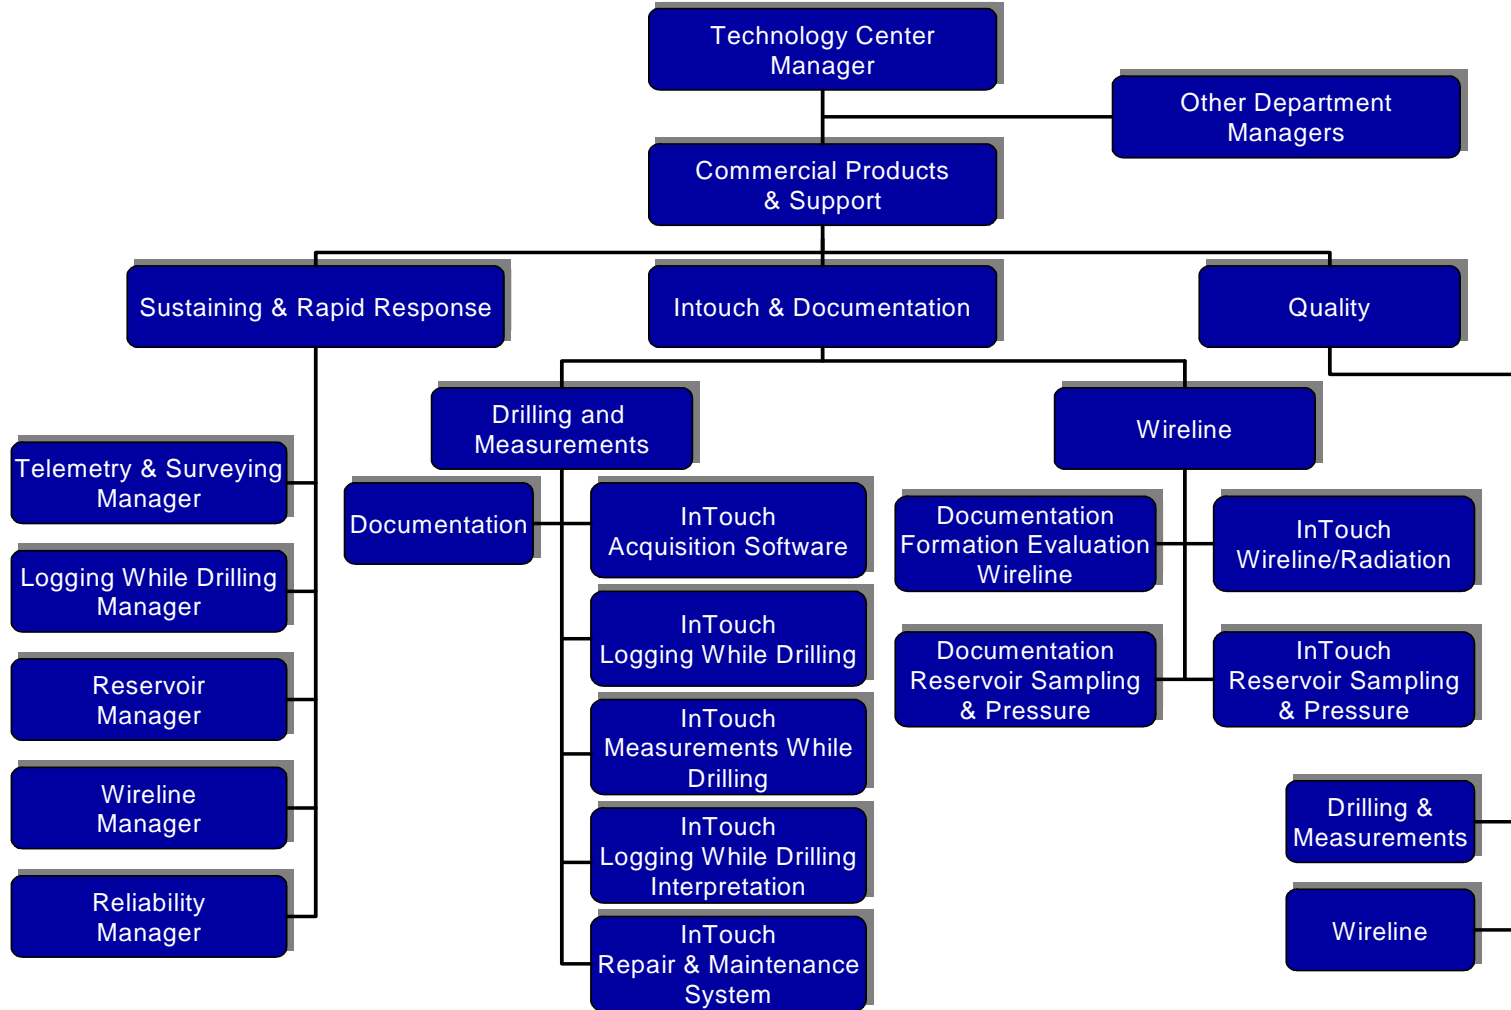 Technology Center
Manager
Other Department
Managers
Commercial Products
& Support
Sustaining & Rapid Response
Intouch & Documentation
Quality
Drilling and
Measurements
Wireline
Telemetry & Surveying
Manager
Logging While Drilling
Manager
Reservoir
Manager
Wireline
Manager
Reliability
Manager
Documentation
InTouch
Acquisition Software
InTouch
Logging While Drilling
InTouch
Measurements While
Drilling
InTouch
Logging While Drilling
Interpretation
InTouch
Repair & Maintenance
System
Documentation
Formation Evaluation
Wireline
InTouch
Wireline/Radiation
Documentation
Reservoir Sampling
& Pressure
InTouch
Reservoir Sampling
& Pressure
Drilling &
Measurements
Wireline